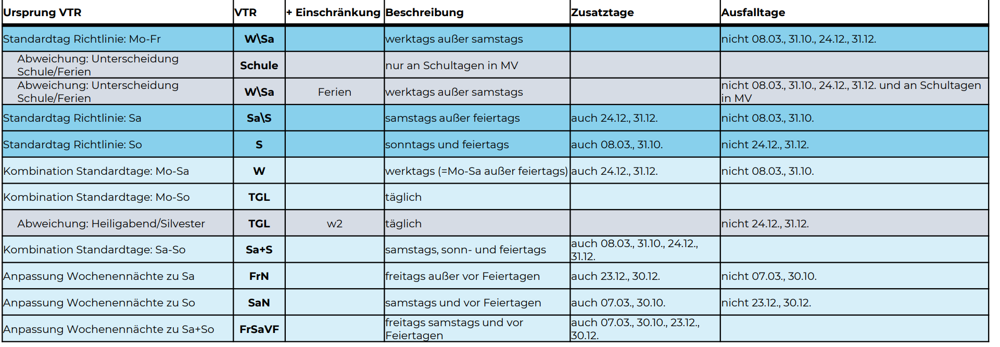 Ursprung VTR VTR + Einschränkung Beschreibung Zusatztage Ausfalltage
Standardtag Richtlinie: Mo-Fr W\Sa werktags außer samstags nicht 08.03., 31.10., 24.12., 31.12.
Abweichung: Unterscheidung
Schule/Ferien Schule nur an Schultagen in MV
Abweichung: Unterscheidung
Schule/Ferien W\Sa Ferien werktags außer samstags nicht 08.03., 31.10., 24.12., 31.12. und an Schultagen
in MV
Standardtag Richtlinie: Sa Sa\S samstags außer feiertags auch 24.12., 31.12. nicht 08.03., 31.10.
Standardtag Richtlinie: So S sonntags und feiertags auch 08.03., 31.10. nicht 24.12., 31.12.
Kombination Standardtage: Mo-Sa W werktags (=Mo-Sa außer feiertags) auch 24.12., 31.12. nicht 08.03., 31.10.
Kombination Standardtage: Mo-So TGL täglich
Abweichung: Heiligabend/Silvester TGL w2 täglich nicht 24.12., 31.12.
Kombination Standardtage: Sa-So Sa+S samstags, sonn- und feiertags auch 08.03., 31.10., 24.12.,
31.12.
Anpassung Wochenennächte zu Sa FrN freitags außer vor Feiertagen auch 23.12., 30.12. nicht 07.03., 30.10.
Anpassung Wochenennächte zu So SaN samstags und vor Feiertagen auch 07.03., 30.10. nicht 23.12., 30.12.
Anpassung Wochenennächte zu Sa+So FrSaVF freitags samstags und vor
Feiertagen auch 07.03., 30.10., 23.12.,
30.12.